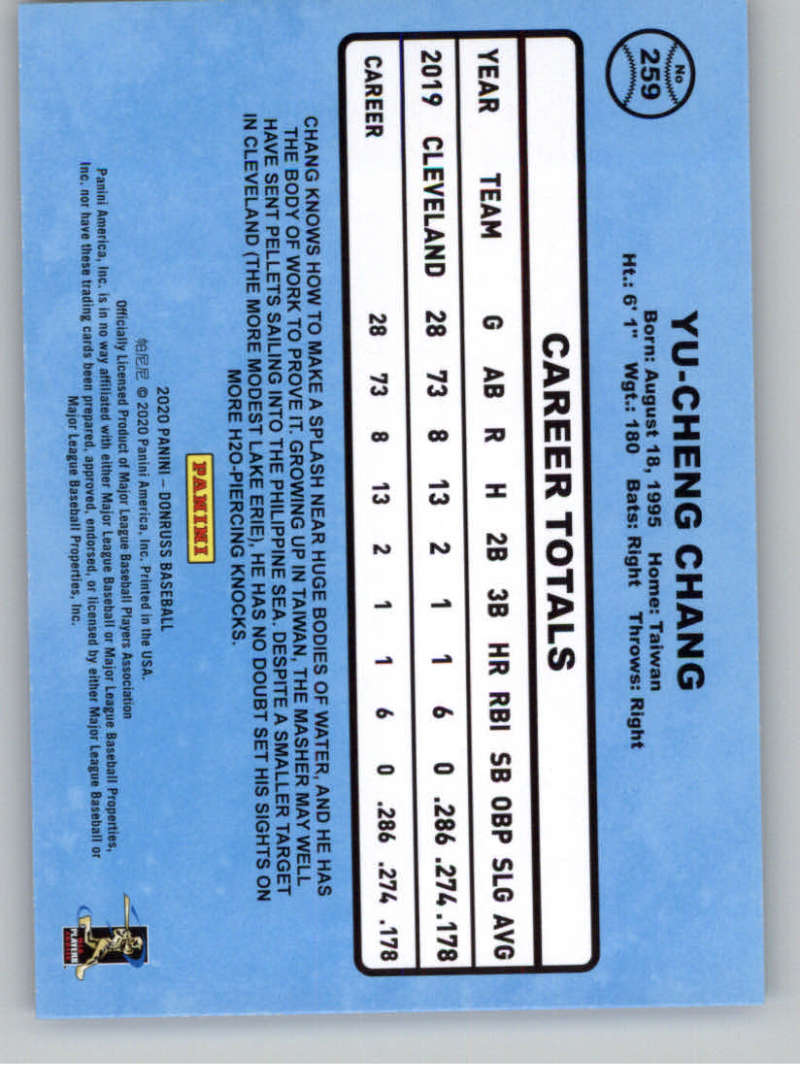 No
259
YU-CHENG CHANG
Born: August 18, 1995 Home: Taiwan
Ht.: 6' 1" Wgt.: 180 Bats: Right Throws: Right
CAREER TOTALS
YEAR TEAM G AB R H 2B 3B HR RBI SB OBP SLG AVG
2019 CLEVELAND 28 73 8 13 2 1 1 6 0 .286 .274 .178
CAREER 28 73 8 13 2 1 1 6 0 .286 .274 .178
CHANG KNOWS HOW TO MAKE A SPLASH NEAR HUGE BODIES OF WATER, AND HE HAS
THE BODY OF WORK TO PROVE IT. GROWING UP IN TAIWAN, THE MASHER MAY WELL
HAVE SENT PELLETS SAILING INTO THE PHILIPPINE SEA. DESPITE A SMALLER TARGET
IN CLEVELAND (THE MORE MODEST LAKE ERIE), HE HAS NO DOUBT SET HIS SIGHTS ON
MORE H2O-PIERCING KNOCKS.
PANINI
2020 PANINI – DONRUSS BASEBALL
帕尼尼 © 2020 Panini America, Inc. Printed in the USA.
Officially Licensed Product of Major League Baseball Players Association
Panini America, Inc. is in no way affiliated with either Major League Baseball or Major League Baseball Properties,
Inc. nor have these trading cards been prepared, approved, endorsed, or licensed by either Major League Baseball or
Major League Baseball Properties, Inc.
PLAYERS